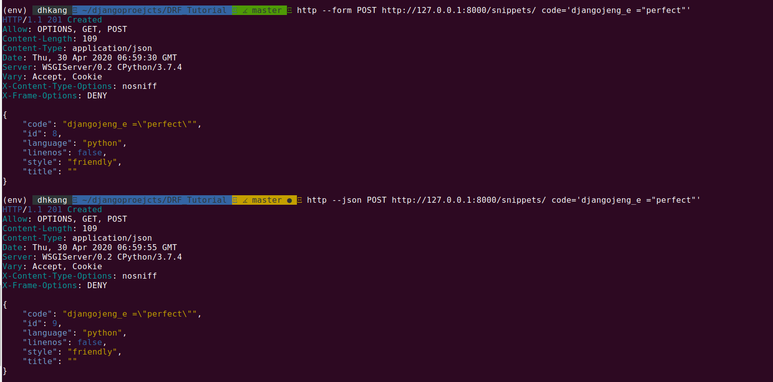 (env) dhkang ~/djangoproejcts/DRF Tutorial master http --form POST http://127.0.0.1:8000/snippets/ code='djangojeng_e ="perfect"'
HTTP/1.1 201 Created
Allow: OPTIONS, GET, POST
Content-Length: 109
Content-Type: application/json
Date: Thu, 30 Apr 2020 06:59:30 GMT
Server: WSGIServer/0.2 CPython/3.7.4
Vary: Accept, Cookie
X-Content-Type-Options: nosniff
X-Frame-Options: DENY
{
"code": "djangojeng_e =\"perfect\"",
"id": 8,
"language": "python",
"linenos": false,
"style": "friendly",
"title": ""
}
(env) dhkang ~/djangoproejcts/DRF Tutorial master ● http --json POST http://127.0.0.1:8000/snippets/ code='djangojeng_e ="perfect"'
HTTP/1.1 201 Created
Allow: OPTIONS, GET, POST
Content-Length: 109
Content-Type: application/json
Date: Thu, 30 Apr 2020 06:59:55 GMT
Server: WSGIServer/0.2 CPython/3.7.4
Vary: Accept, Cookie
X-Content-Type-Options: nosniff
X-Frame-Options: DENY
{
"code": "djangojeng_e =\"perfect\"",
"id": 9,
"language": "python",
"linenos": false,
"style": "friendly",
"title": ""
}